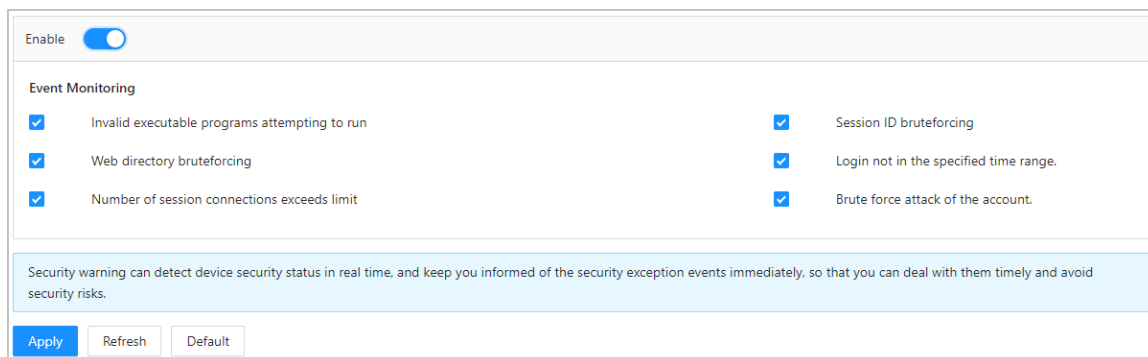 Enable
Event Monitoring
Invalid executable programs attempting to run
Session ID bruteforcing
Web directory bruteforcing
Login not in the specified time range.
Number of session connections exceeds limit
Brute force attack of the account.
Security warning can detect device security status in real time, and keep you informed of the security exception events immediately, so that you can deal with them timely and avoid
security risks.
Apply Refresh Default